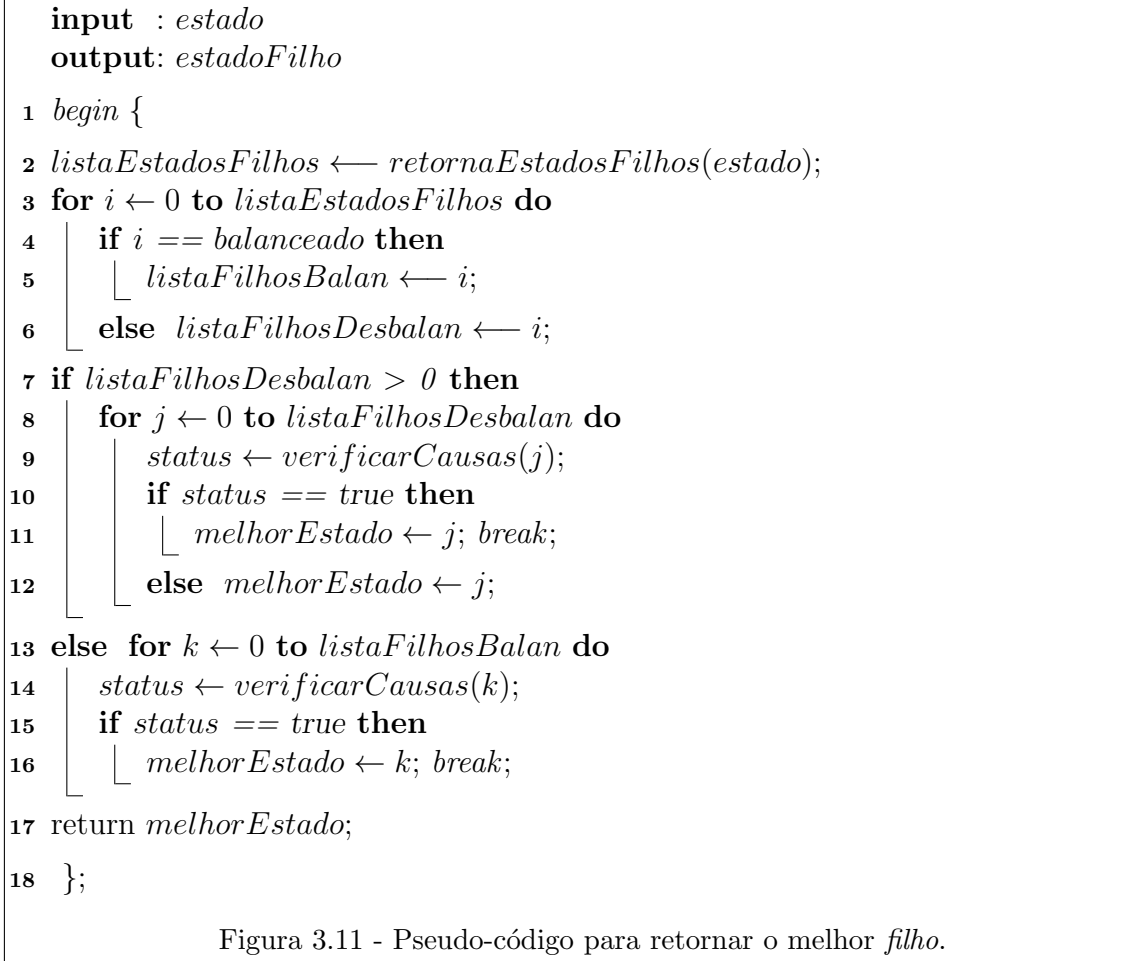 input : estado
output: estadoFilho
1 begin {
2 listaEstadosFilhos ⟵ retornaEstadosFilhos(estado);
3 for i ← 0 to listaEstadosFilhos do
4 if i == balanceado then
5 listaFilhosBalan ⟵ i;
6 else listaFilhosDesbalan ⟵ i;
7 if listaFilhosDesbalan > 0 then
8 for j ← 0 to listaFilhosDesbalan do
9 status ← verificarCausas(j);
10 if status == true then
11 melhorEstado ← j; break;
12 else melhorEstado ← j;
13 else for k ← 0 to listaFilhosBalan do
14 status ← verificarCausas(k);
15 if status == true then
16 melhorEstado ← k; break;
17 return melhorEstado;
18 };
Figura 3.11 - Pseudo-código para retornar o melhor filho.